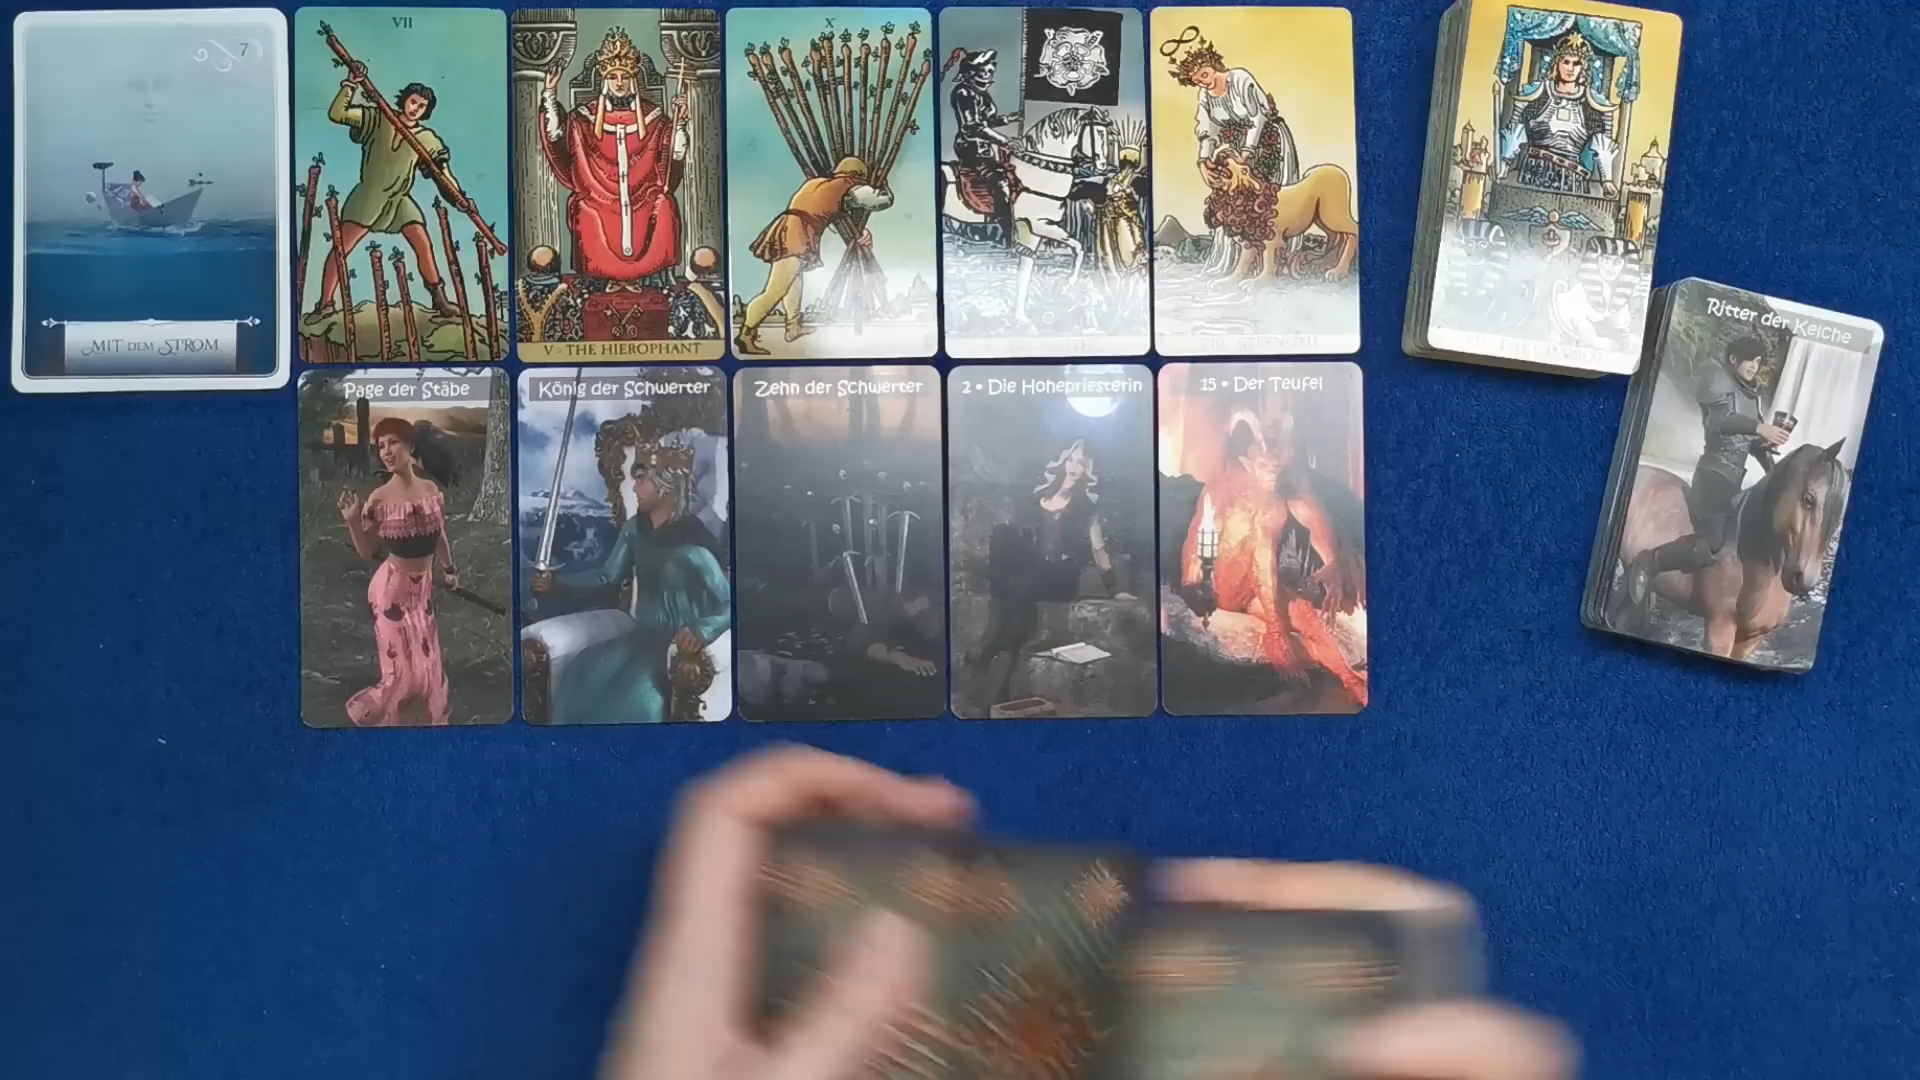 7
MIT DEM STROM
VII
V · THE HIEROPHANT
X
Page der Stäbe
König der Schwerter
Zehn der Schwerter
2 • Die Hohepriesterin
15 • Der Teufel
Ritter der Kelche